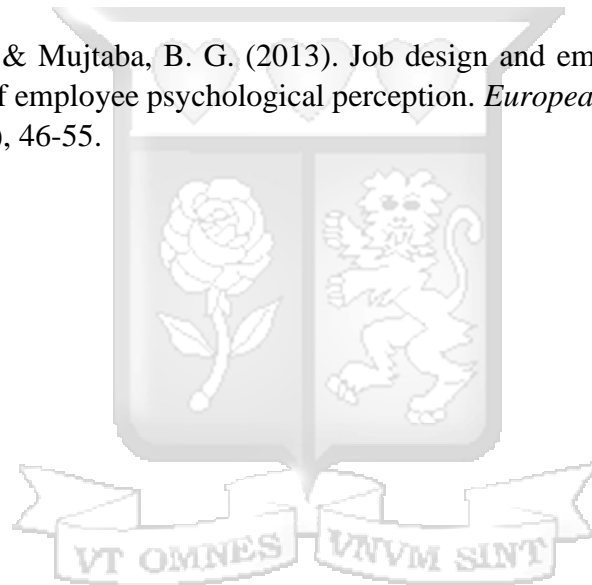 & Mujtaba, B. G. (2013). Job design and em
f employee psychological perception. Europea
), 46-55.
VT OMNES VNVM SINT